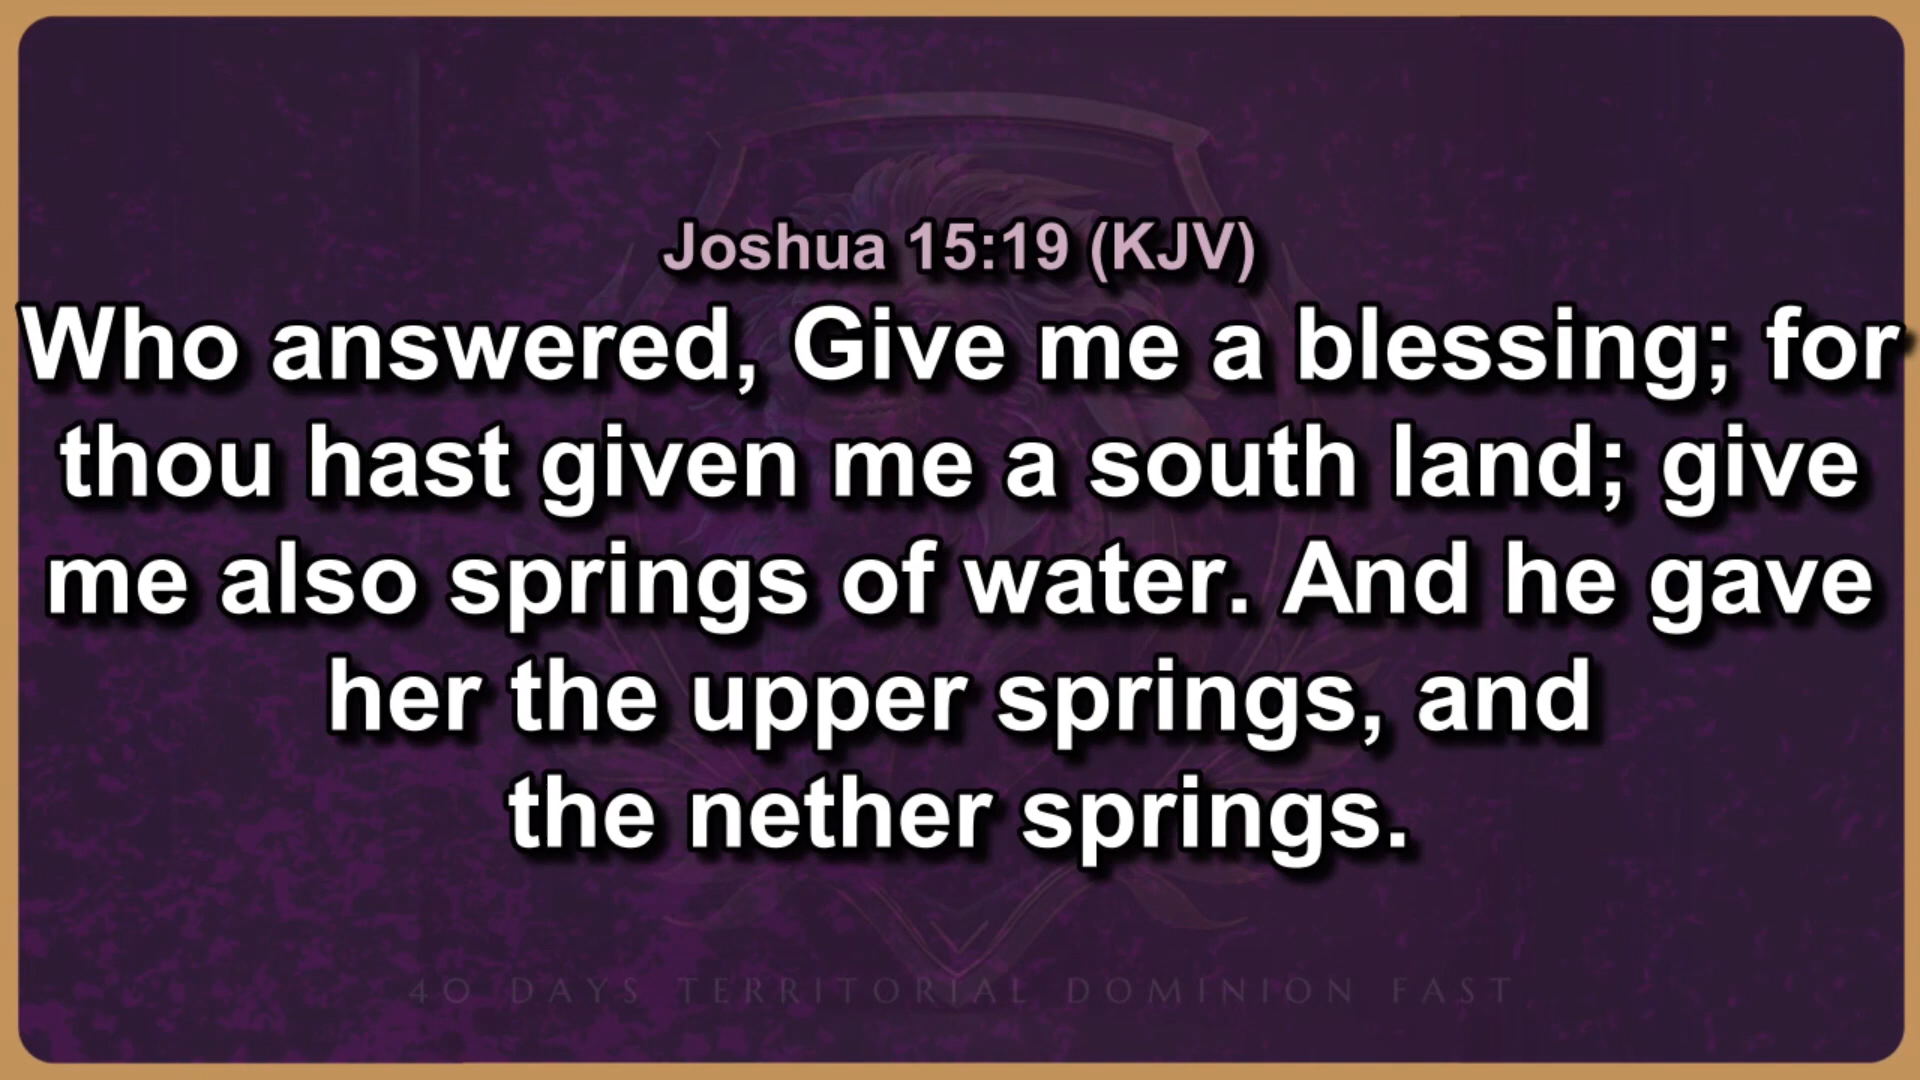 Joshua 15:19 (KJV)
Who answered, Give me a blessing; for
thou hast given me a south land; give
me also springs of water. And he gave
her the upper springs, and
the nether springs.
40 DAYS TERRITORIAL DOMINION FAST